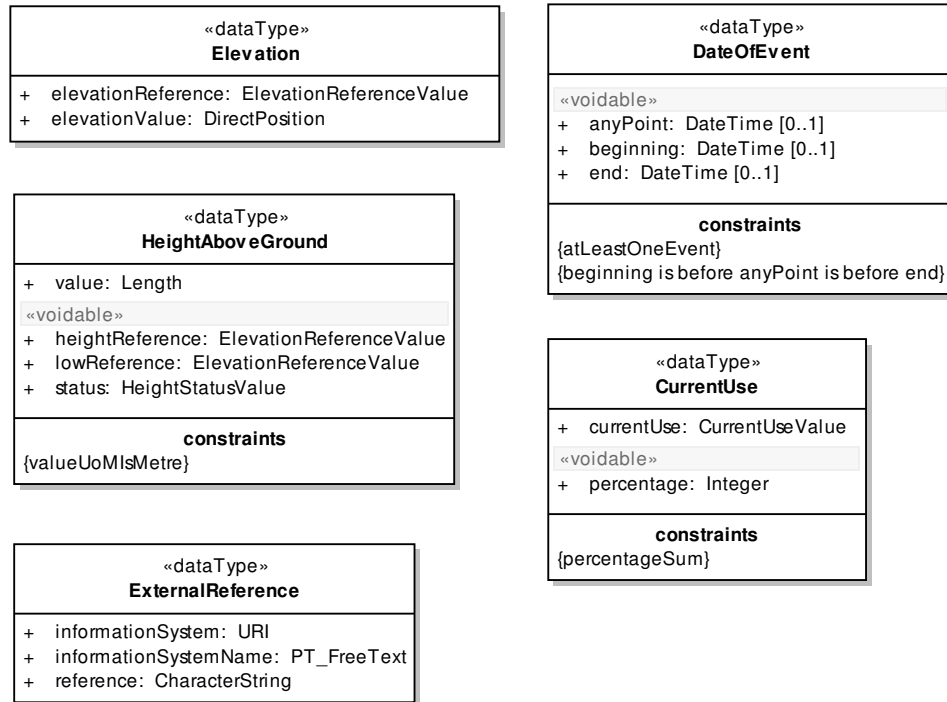 «dataType»
Elevation
+ elevationReference: ElevationReferenceValue
+ elevationValue: DirectPosition
«dataType»
HeightAboveGround
+ value: Length
«voidable»
+ heightReference: ElevationReferenceValue
+ lowReference: ElevationReferenceValue
+ status: HeightStatusValue
constraints
{valueUoMIsMetre}
«dataType»
ExternalReference
+ informationSystem: URI
+ informationSystemName: PT_FreeText
+ reference: CharacterString
«dataType»
DateOfEvent
«voidable»
+ anyPoint: DateTime [0..1]
+ beginning: DateTime [0..1]
+ end: DateTime [0..1]
constraints
{atLeastOneEvent}
{beginning is before anyPoint is before end}
«dataType»
CurrentUse
+ currentUse: CurrentUseValue
«voidable»
+ percentage: Integer
constraints
{percentageSum}